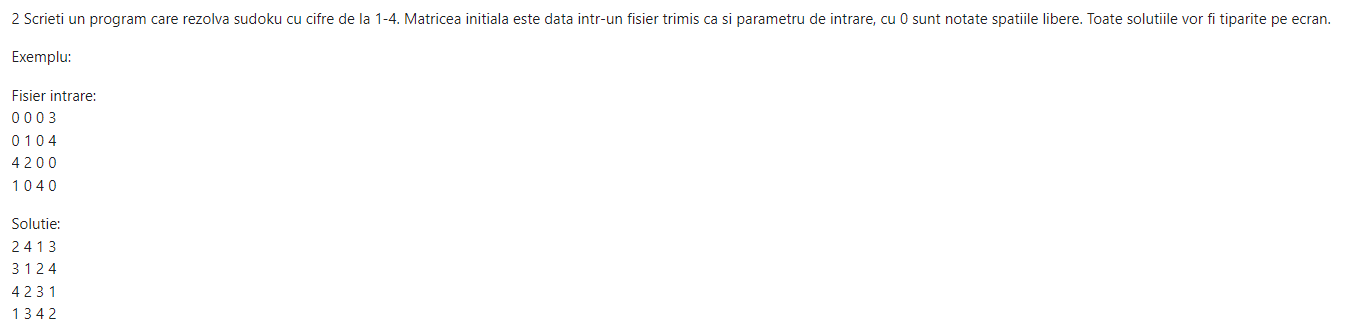 2 Scrieti un program care rezolva sudoku cu cifre de la 1-4. Matricea initiala este data intr-un fisier trimis ca si parametru de intrare, cu 0 sunt notate spatiile libere. Toate solutiile vor fi tiparite pe ecran.
Exemplu:
Fisier intrare:
0 0 0 3
0 1 0 4
4 2 0 0
1 0 4 0
Solutie:
2 4 1 3
3 1 2 4
4 2 3 1
1 3 4 2